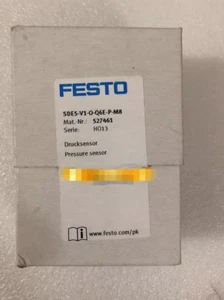 FESTO
SDE5-V1-O-Q6E-P-M8
Mat.-Nr.: 527461
Serie: HO13
Drucksensor
Pressure sensor
www.festo.com/pk